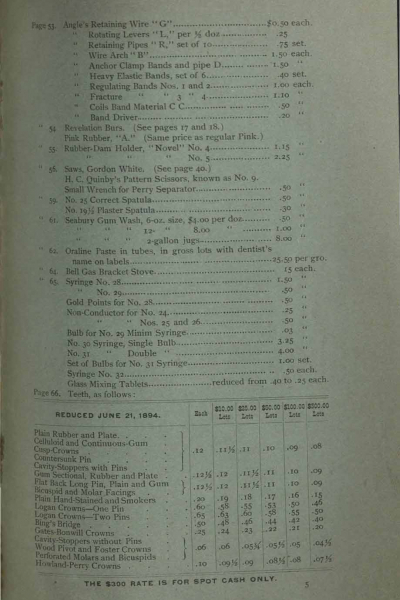 Page 53. Angle's Retaining Wire "G" $0.50 each.
" Rotating Levers "L," per ½ doz .25
" Retaining Pipes "R," set of 10 .75 set.
" Wire Arch "B" 1.50 each.
" Anchor Clamp Bands and pipe D 1.50 "
" Heavy Elastic Bands, set of 6 .40 set.
" Regulating Bands Nos. 1 and 2 1.00 each.
" Fracture " " 3 " 4 1.10 "
" Coils Band Material C C .50 "
" Band Driver .20 "
" 54 Revelation Burs. (See pages 17 and 18.)
Pink Rubber, "A." (Same price as regular Pink.)
" 55. Rubber-Dam Holder, "Novel" No. 4 1.15 "
" " " No. 5 2.25 "
" 56. Saws, Gordon White. (See page 40.)
H. C. Quinby's Pattern Scissors, known as No. 9.
Small Wrench for Perry Separator .50 "
" 59. No. 25 Correct Spatula .50 "
No. 19½ Plaster Spatula .50 "
" 61. Seabury Gum Wash, 6-oz. size, $4.00 per doz .50 "
" " " 12- " 8.00 " 1.00 "
" " " 2-gallon jugs 8.00 "
" 62. Oraline Paste in tubes, in gross lots with dentist's
name on labels 25.50 per gro.
" 64 Bell Gas Bracket Stove 15 each.
" 65. Syringe No. 28 1.50 "
" No. 29 .50 "
Gold Points for No. 28 .50 "
Non-Conductor for No. 24 .25 "
" " Nos. 25 and 26 .50 "
Bulb for No. 29 Minim Syringe .03 "
No. 30 Syringe, Single Bulb 3.25 "
No. 31 " Double " 4.00 "
Set of Bulbs for No. 31 Syringe 1.00 set.
Syringe No. 32 .50 each.
Glass Mixing Tablets reduced from .40 to .25 each.
Page 66. Teeth, as follows:
REDUCED JUNE 21, 1894. Each $10.00 Lots $25.00 Lots $50.00 Lots $100.00 Lots $300.00 Lots
Plain Rubber and Plate
Celluloid and Continuous-Gum
Cusp-Crowns .12 .11½ .11 .10 .09 .08
Countersunk Pin
Cavity-Stoppers with Pins
Gum Sectional, Rubber and Plate .12½ .12 .11½ .11 .10 .09
Flat Back Long Pin, Plain and Gum .12½ .12 .11½ .11 .10 .09
Bicuspid and Molar Facings
Plain Hand-Stained and Smokers .20 .19 .18 .17 .16 .15
Logan Crowns—One Pin .60 .58 .55 .53 .50 .46
Logan Crowns—Two Pins .65 .63 .60 .58 .55 .50
Bing's Bridge .50 .48 .46 .44 .42 .40
Gates-Bonwill Crowns .25 .24 .23 .22 .21 .20
Cavity-Stoppers without Pins
Wood Pivot and Foster Crowns .06 .06 .05¾ .05½ .05 .04½
Perforated Molars and Bicuspids
Howland-Perry Crowns .10 .09½ .09 .08½ .08 .07½
THE $300 RATE IS FOR SPOT CASH ONLY.
5